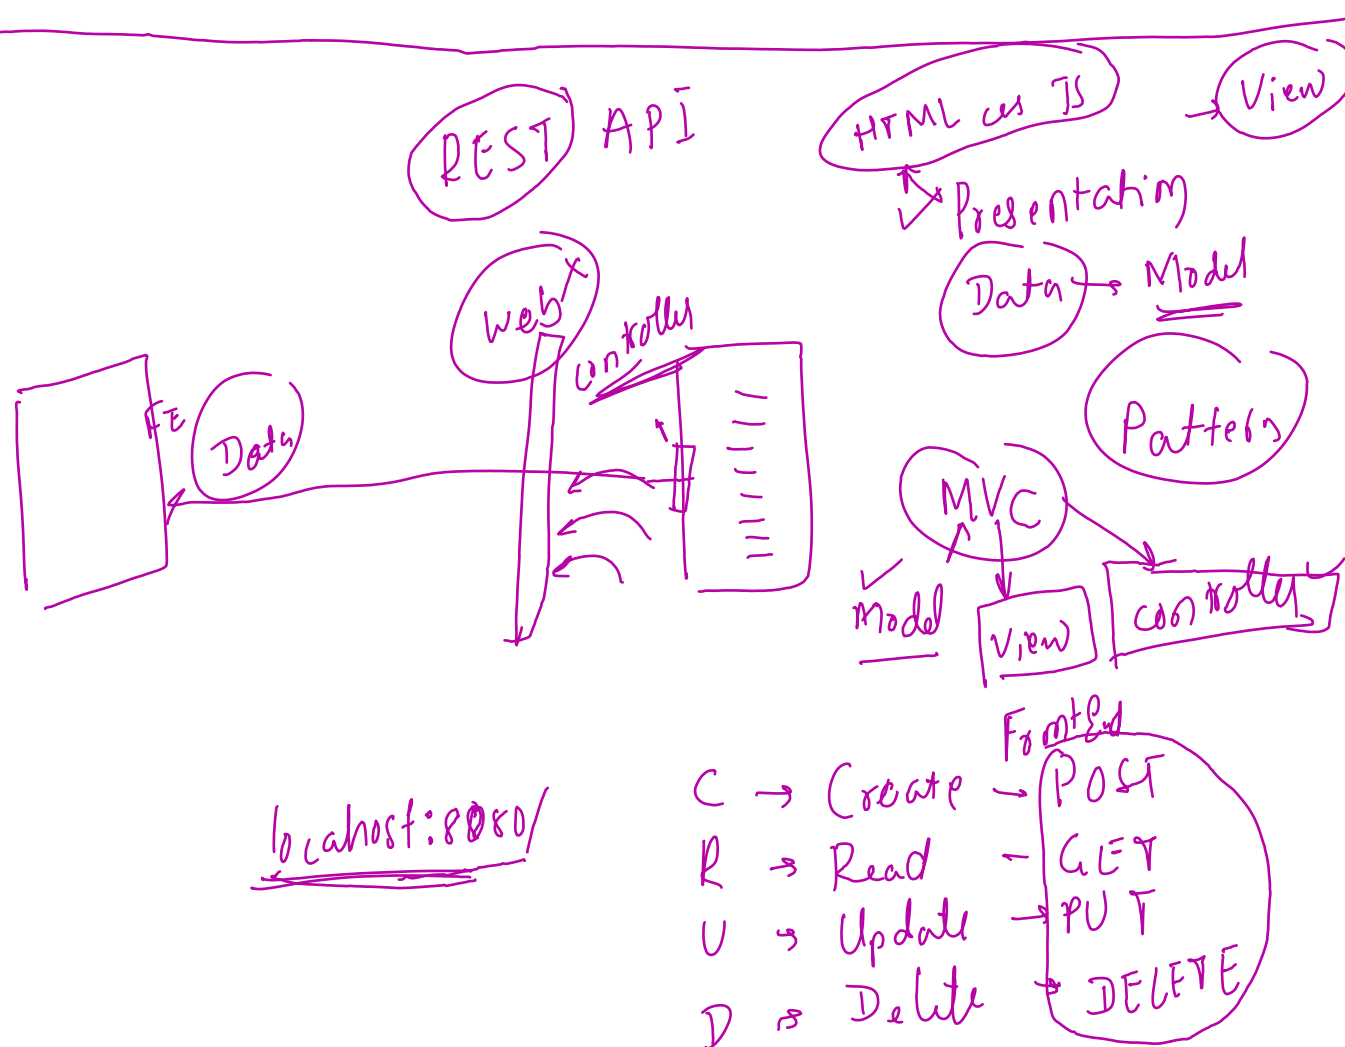 REST API
HTML css JS
View
Presentation
Data → Model
Web
controller
Pattern
FE
Data
MVC
Model
View
controller
FrontEnd
C → Create → POST
R → Read - GET
U → Update → PUT
D → Delete → DELETE
localhost:8080/